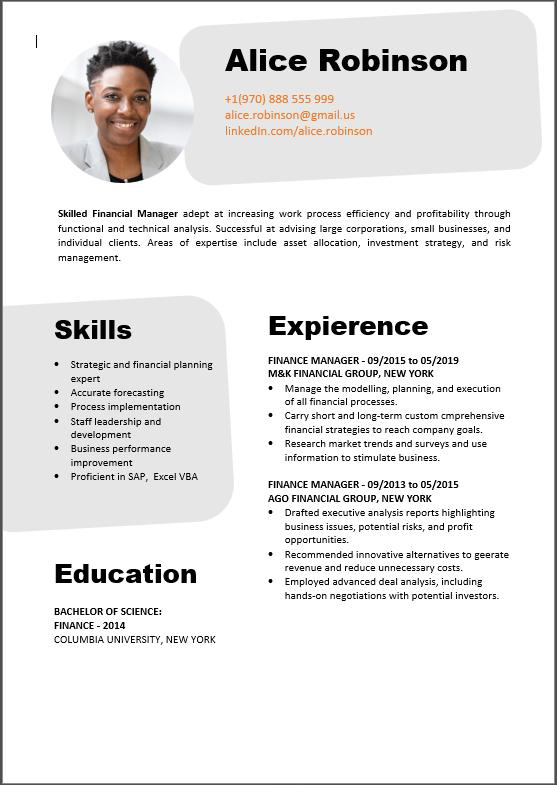 Alice Robinson
+1(970) 888 555 999
alice.robinson@gmail.us
linkedIn.com/alice.robinson
Skilled Financial Manager adept at increasing work process efficiency and profitability through
functional and technical analysis. Successful at advising large corporations, small businesses, and
individual clients. Areas of expertise include asset allocation, investment strategy, and risk
management.
Skills
• Strategic and financial planning
expert
• Accurate forecasting
• Process implementation
• Staff leadership and
development
• Business performance
improvement
• Proficient in SAP, Excel VBA
Education
BACHELOR OF SCIENCE:
FINANCE - 2014
COLUMBIA UNIVERSITY, NEW YORK
Expierence
FINANCE MANAGER - 09/2015 to 05/2019
M&K FINANCIAL GROUP, NEW YORK
• Manage the modelling, planning, and execution
of all financial processes.
• Carry short and long-term custom cmprehensive
financial strategies to reach company goals.
• Research market trends and surveys and use
information to stimulate business.
FINANCE MANAGER - 09/2013 to 05/2015
AGO FINANCIAL GROUP, NEW YORK
• Drafted executive analysis reports highlighting
business issues, potential risks, and profit
opportunities.
• Recommended innovative alternatives to geerate
revenue and reduce unnecessary costs.
• Employed advanced deal analysis, including
hands-on negotiations with potential investors.